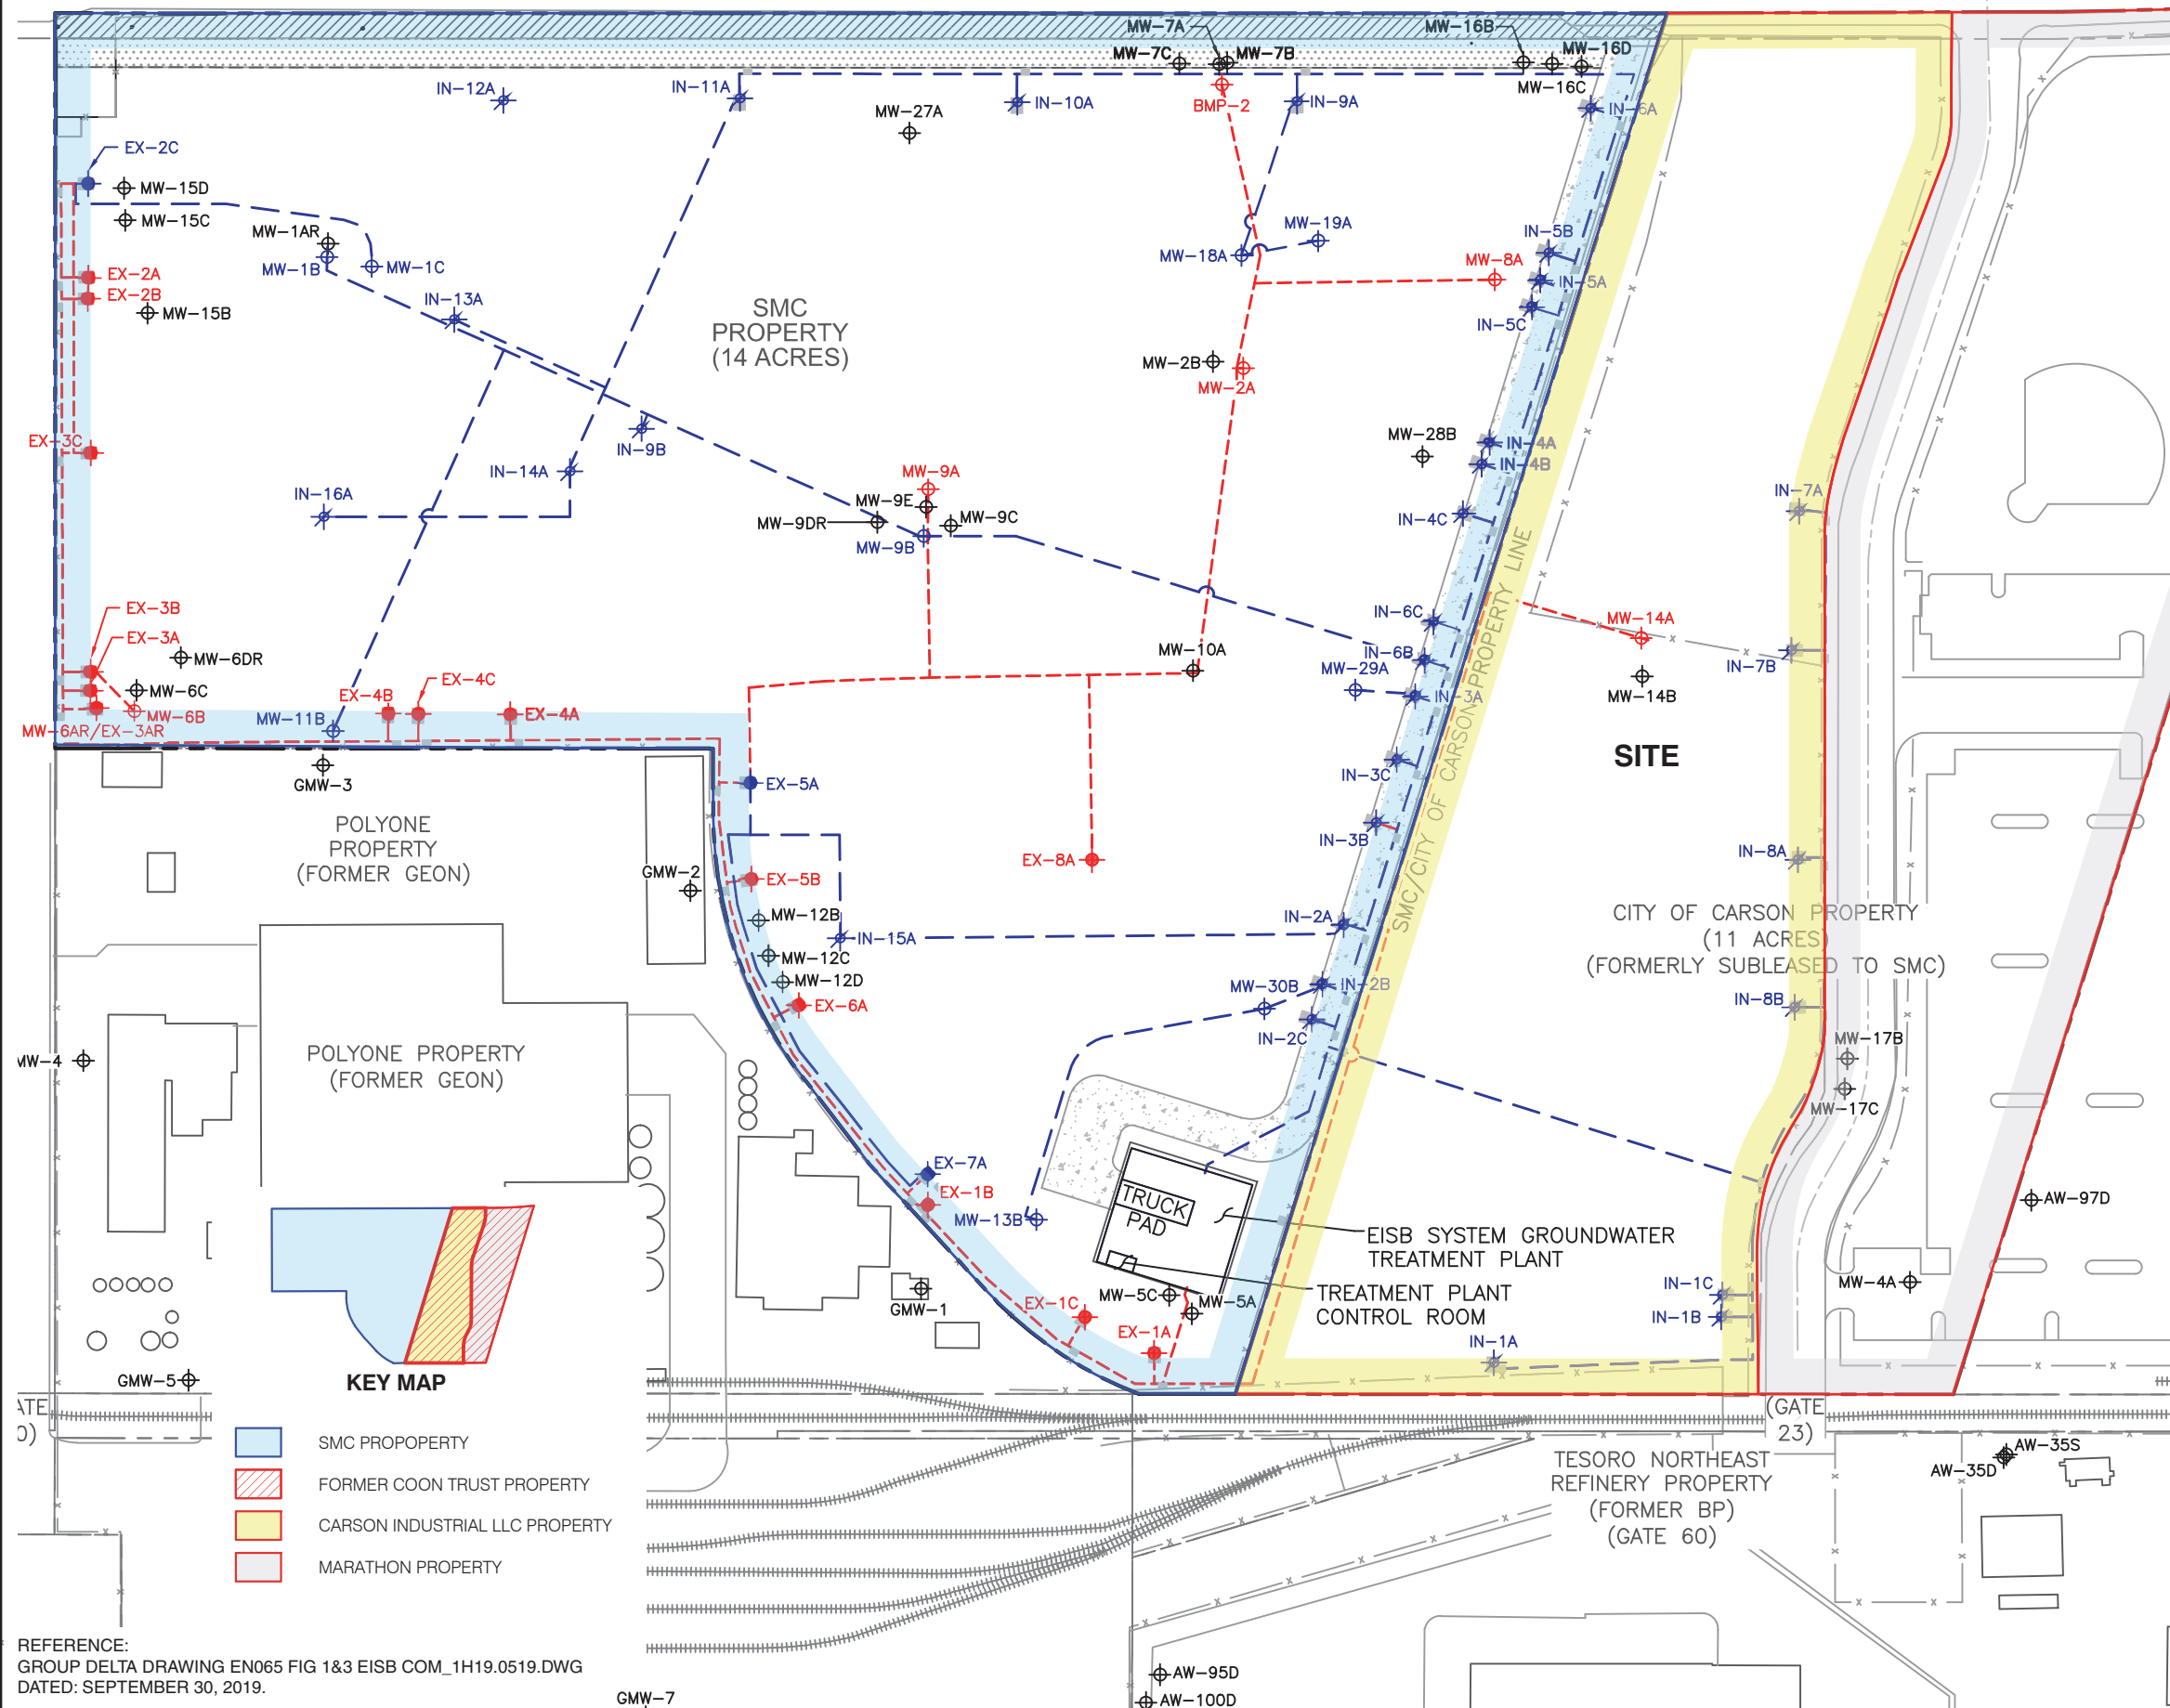 MW-7A
MW-16B
MW-7C
MW-7B
MW-16D
MW-16C
IN-12A
IN-11A
IN-10A
BMP-2
IN-9A
IN-6A
MW-27A
EX-2C
MW-15D
MW-15C
MW-1AR
MW-1B
MW-1C
MW-18A
MW-19A
IN-5B
MW-8A
IN-5A
IN-5C
EX-2A
EX-2B
MW-15B
IN-13A
SMC
PROPERTY
(14 ACRES)
MW-2B
MW-2A
EX-3C
IN-9B
IN-14A
MW-28B
IN-4A
IN-4B
IN-4C
IN-16A
MW-9A
MW-9E
MW-9DR
MW-9C
MW-9B
IN-7A
SMC/CITY OF CARSON PROPERTY LINE
EX-3B
EX-3A
MW-6DR
MW-6C
MW-6B
MW-6AR/EX-3AR
MW-11B
EX-4B
EX-4C
EX-4A
MW-10A
IN-6C
IN-6B
MW-29A
IN-3A
MW-14A
MW-14B
IN-7B
SITE
GMW-3
EX-5A
IN-3C
POLYONE
PROPERTY
(FORMER GEON)
GMW-2
EX-5B
EX-8A
IN-3B
IN-8A
MW-12B
MW-12C
MW-12D
IN-15A
IN-2A
CITY OF CARSON PROPERTY
(11 ACRES)
(FORMERLY SUBLEASED TO SMC)
EX-6A
MW-30B
IN-2B
IN-2C
IN-8B
MW-17B
MW-17C
MW-4
POLYONE PROPERTY
(FORMER GEON)
EX-7A
EX-1B
MW-13B
TRUCK
PAD
EISB SYSTEM GROUNDWATER
TREATMENT PLANT
TREATMENT PLANT
CONTROL ROOM
AW-97D
MW-4A
MW-5C
MW-5A
GMW-1
EX-1C
EX-1A
IN-1C
IN-1B
IN-1A
GMW-5
KEY MAP
ATE
0)
(GATE
23)
SMC PROPOPERTY
FORMER COON TRUST PROPERTY
CARSON INDUSTRIAL LLC PROPERTY
MARATHON PROPERTY
TESORO NORTHEAST
REFINERY PROPERTY
(FORMER BP)
(GATE 60)
AW-35S
AW-35D
REFERENCE:
GROUP DELTA DRAWING EN065 FIG 1&3 EISB COM_1H19.0519.DWG
DATED: SEPTEMBER 30, 2019.
GMW-7
AW-95D
AW-100D